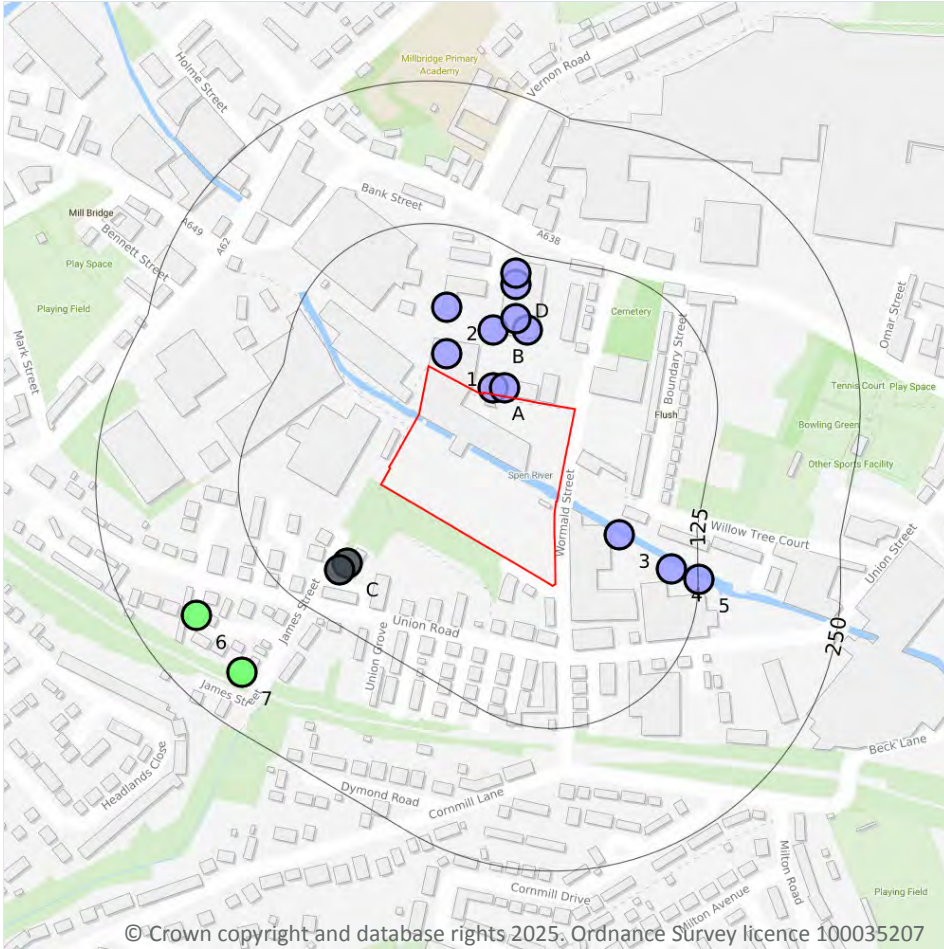 Millbridge Primary
Academy
Vernon Road
Holme Street
Bank Street
A638
Mill Bridge
A649
A62
Bennett Street
Play Space
Playing Field
Mark Street
D
2
B
1
A
Cemetery
Boundary Street
Flush
Omar Street
Tennis Court
Play Space
Bowling Green
Other Sports Facility
Spen River
Wormald Street
125
Willow Tree Court
Union Street
3
4
5
250
C
James Street
Union Road
Union Grove
6
7
James Street
Headlands Close
Dymond Road
Cornmill Lane
Beck Lane
Cornmill Drive
Milton Avenue
Milton Road
Playing Field
© Crown copyright and database rights 2025. Ordnance Survey licence 100035207